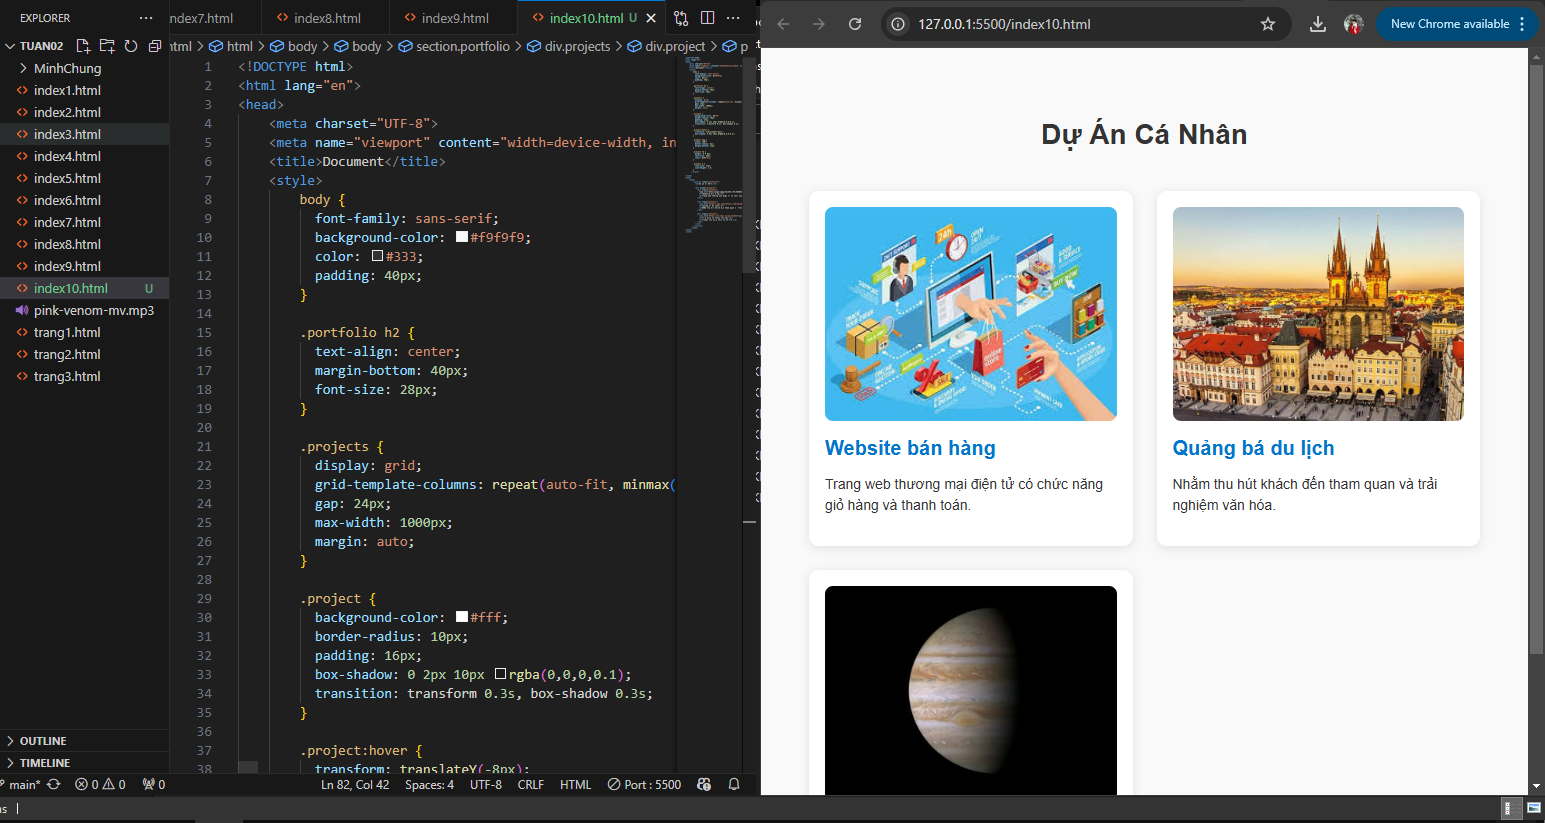 EXPLORER
ndex7.html
index8.html
index9.html
index10.html U
TUAN02
html > html > body > body > section.portfolio > div.projects > div.project > p
MinhChung
index1.html
index2.html
index3.html
index4.html
index5.html
index6.html
index7.html
index8.html
index9.html
index10.html U
pink-venom-mv.mp3
trang1.html
trang2.html
trang3.html
OUTLINE
TIMELINE
1 <!DOCTYPE html>
2 <html lang="en">
3 <head>
4 <meta charset="UTF-8">
5 <meta name="viewport" content="width=device-width, in
6 <title>Document</title>
7 <style>
8 body {
9 font-family: sans-serif;
10 background-color: #f9f9f9;
11 color: #333;
12 padding: 40px;
13 }
14
15 .portfolio h2 {
16 text-align: center;
17 margin-bottom: 40px;
18 font-size: 28px;
19 }
20
21 .projects {
22 display: grid;
23 grid-template-columns: repeat(auto-fit, minmax(
24 gap: 24px;
25 max-width: 1000px;
26 margin: auto;
27 }
28
29 .project {
30 background-color: #fff;
31 border-radius: 10px;
32 padding: 16px;
33 box-shadow: 0 2px 10px rgba(0,0,0,0.1);
34 transition: transform 0.3s, box-shadow 0.3s;
35 }
36
37 .project:hover {
38 transform: translateY(-8px);
main* 0 0 0 Ln 82, Col 42 Spaces: 4 UTF-8 CRLF HTML Port : 5500
127.0.0.1:5500/index10.html
New Chrome available
Dự Án Cá Nhân
24h
OPEN 24/7
BUY NOW
online store
SALE
Website bán hàng
Trang web thương mại điện tử có chức năng
giỏ hàng và thanh toán.
Quảng bá du lịch
Nhằm thu hút khách đến tham quan và trải
nghiệm văn hóa.